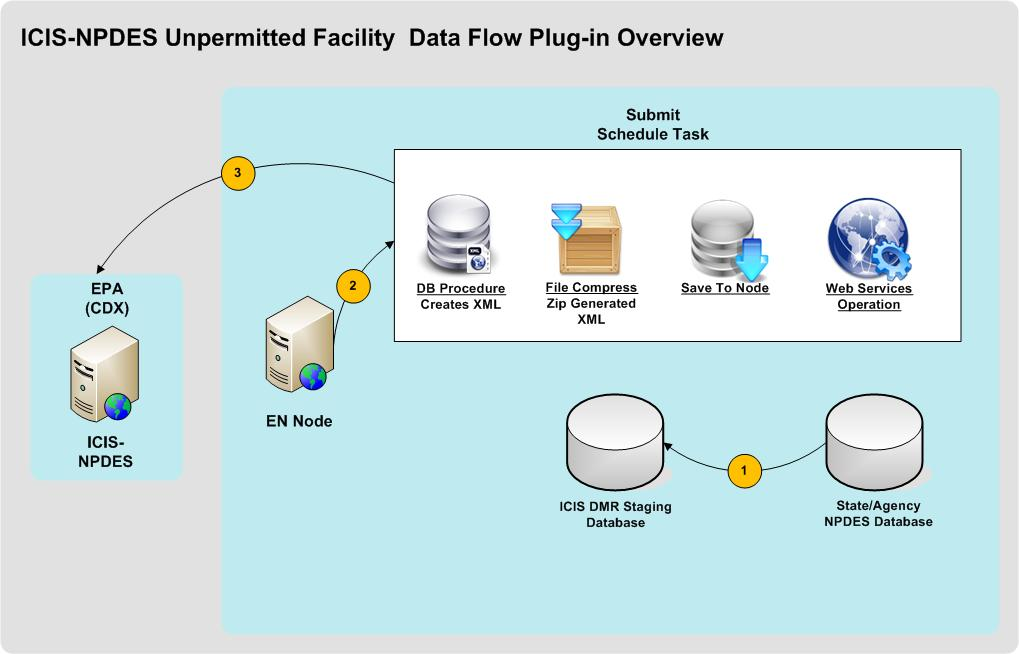 ICIS-NPDES Unpermitted Facility Data Flow Plug-in Overview
Submit
Schedule Task
3
DB Procedure
Creates XML
XML
File Compress
Zip Generated
XML
Save To Node
Web Services
Operation
2
EPA
(CDX)
ICIS-
NPDES
EN Node
1
ICIS DMR Staging
Database
State/Agency
NPDES Database